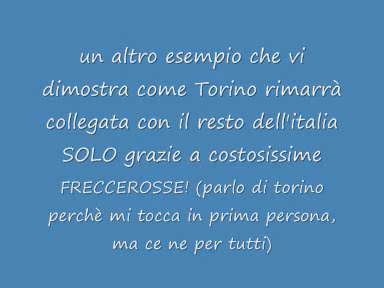 un altro esempio che vi
dimostra come Torino rimarrà
collegata con il resto dell'italia
SOLO grazie a costosissime
FRECCEROSSE! (parlo di torino
perchè mi tocca in prima persona,
ma ce ne per tutti)